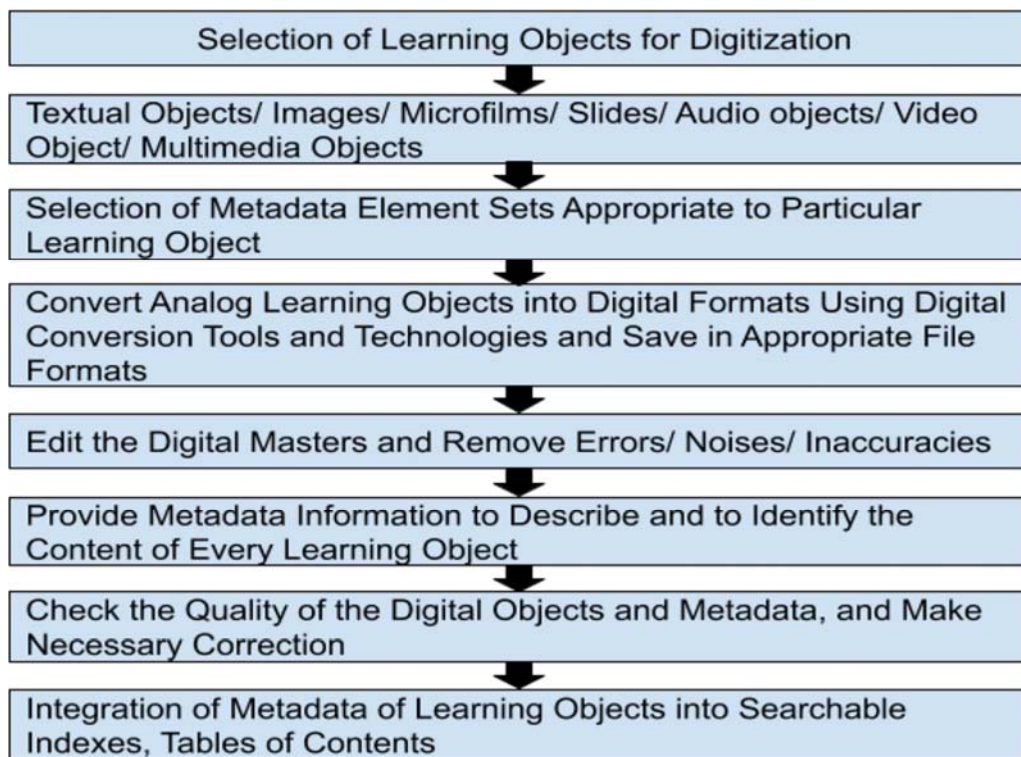 Selection of Learning Objects for Digitization
Textual Objects/ Images/ Microfilms/ Slides/ Audio objects/ Video
Object/ Multimedia Objects
Selection of Metadata Element Sets Appropriate to Particular
Learning Object
Convert Analog Learning Objects into Digital Formats Using Digital
Conversion Tools and Technologies and Save in Appropriate File
Formats
Edit the Digital Masters and Remove Errors/ Noises/ Inaccuracies
Provide Metadata Information to Describe and to Identify the
Content of Every Learning Object
Check the Quality of the Digital Objects and Metadata, and Make
Necessary Correction
Integration of Metadata of Learning Objects into Searchable
Indexes, Tables of Contents